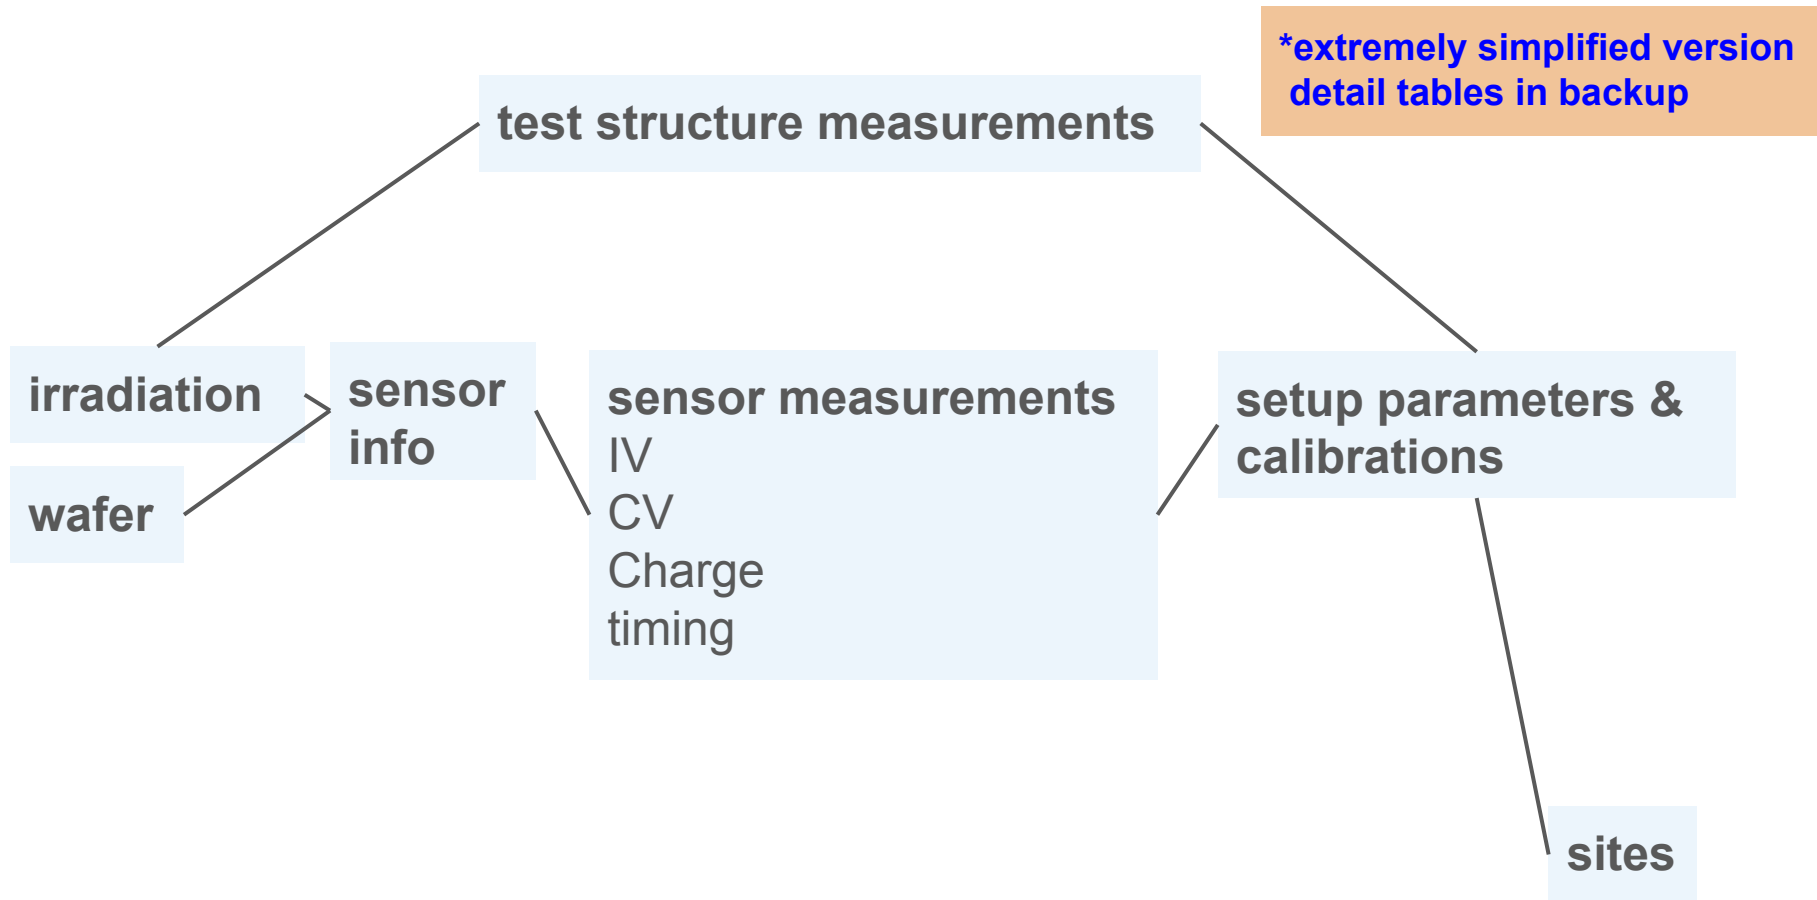 *extremely simplified version
detail tables in backup
test structure measurements
irradiation
wafer
sensor
info
sensor measurements
IV
CV
Charge
timing
setup parameters &
calibrations
sites